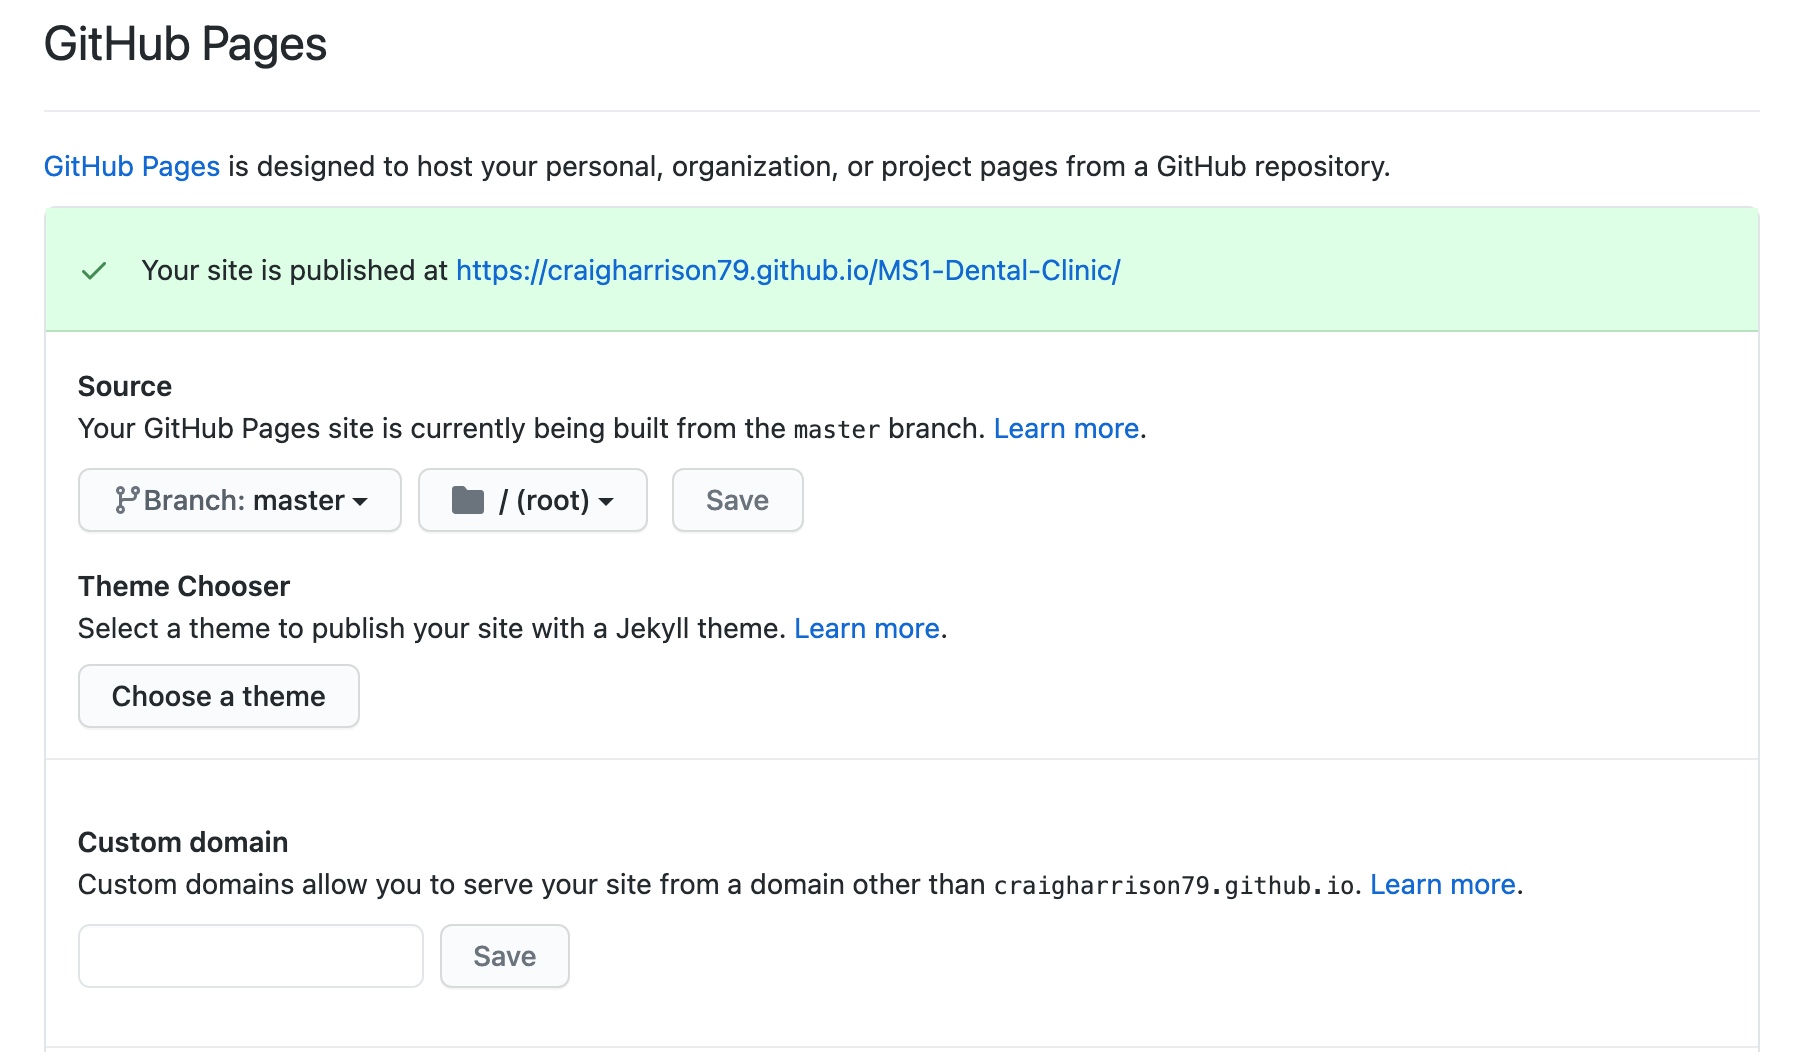 GitHub Pages
GitHub Pages is designed to host your personal, organization, or project pages from a GitHub repository.
Your site is published at https://craigharrison79.github.io/MS1-Dental-Clinic/
Source
Your GitHub Pages site is currently being built from the master branch. Learn more.
Branch: master / (root) Save
Theme Chooser
Select a theme to publish your site with a Jekyll theme. Learn more.
Choose a theme
Custom domain
Custom domains allow you to serve your site from a domain other than craigharrison79.github.io. Learn more.
Save